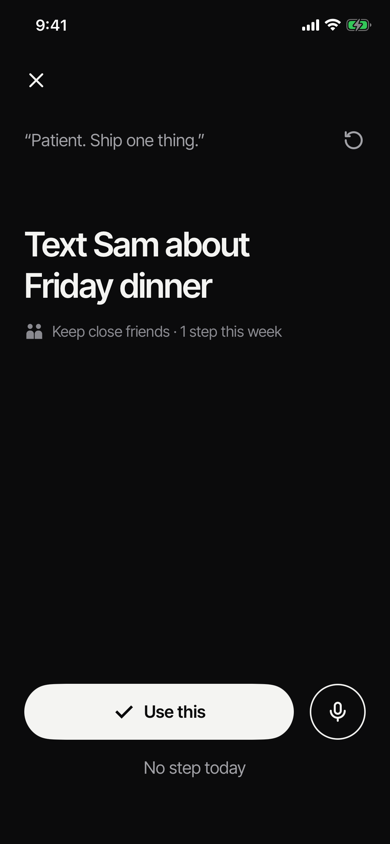 9:41
“Patient. Ship one thing.”
Text Sam about
Friday dinner
Keep close friends · 1 step this week
Use this
No step today